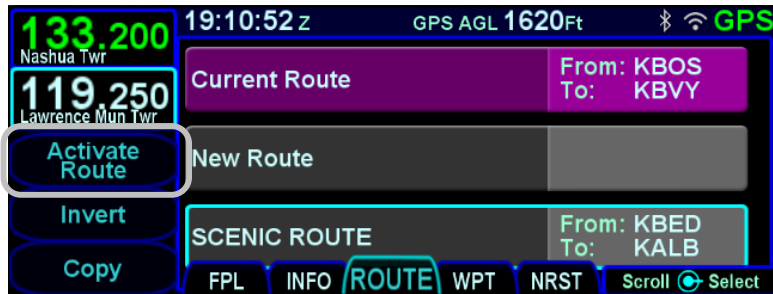 133.200
Nashua Twr
119.250
Lawrence Mun Twr
Activate
Route
Invert
Copy
19:10:52 Z GPS AGL 1620Ft GPS
Current Route From: KBOS
To: KBVY
New Route
SCENIC ROUTE From: KBED
To: KALB
FPL INFO ROUTE WPT NRST Scroll Select